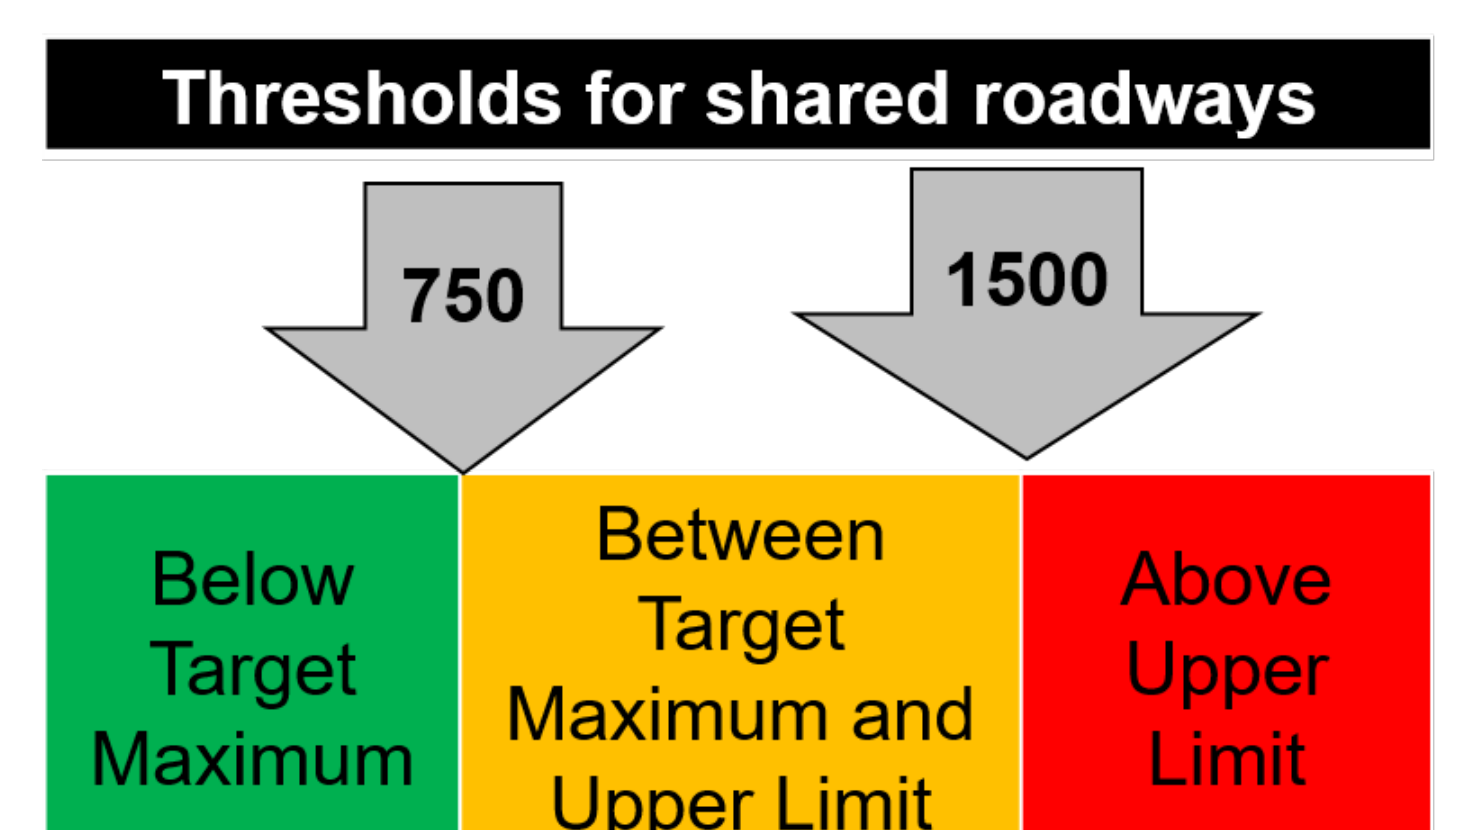 Thresholds for shared roadways
750
1500
Below
Target
Maximum
Between
Target
Maximum and
Upper Limit
Above
Upper
Limit